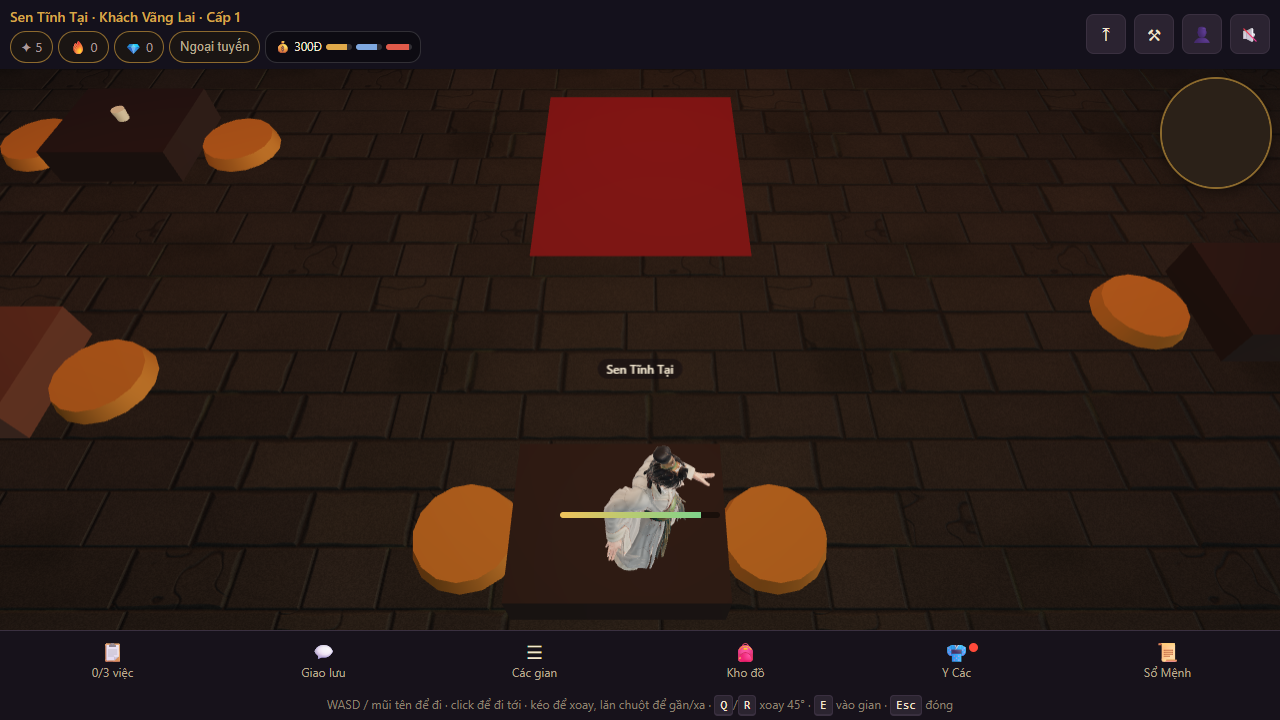 Sen Tĩnh Tại · Khách Vãng Lai · Cấp 1
5
0
0
Ngoại tuyến
300Đ
Sen Tĩnh Tại
0/3 việc
Giao lưu
Các gian
Kho đồ
Y Các
Sổ Mệnh
WASD / mũi tên để đi · click để đi tới · kéo để xoay, lăn chuột để gần/xa · Q / R xoay 45° · E vào gian · Esc đóng